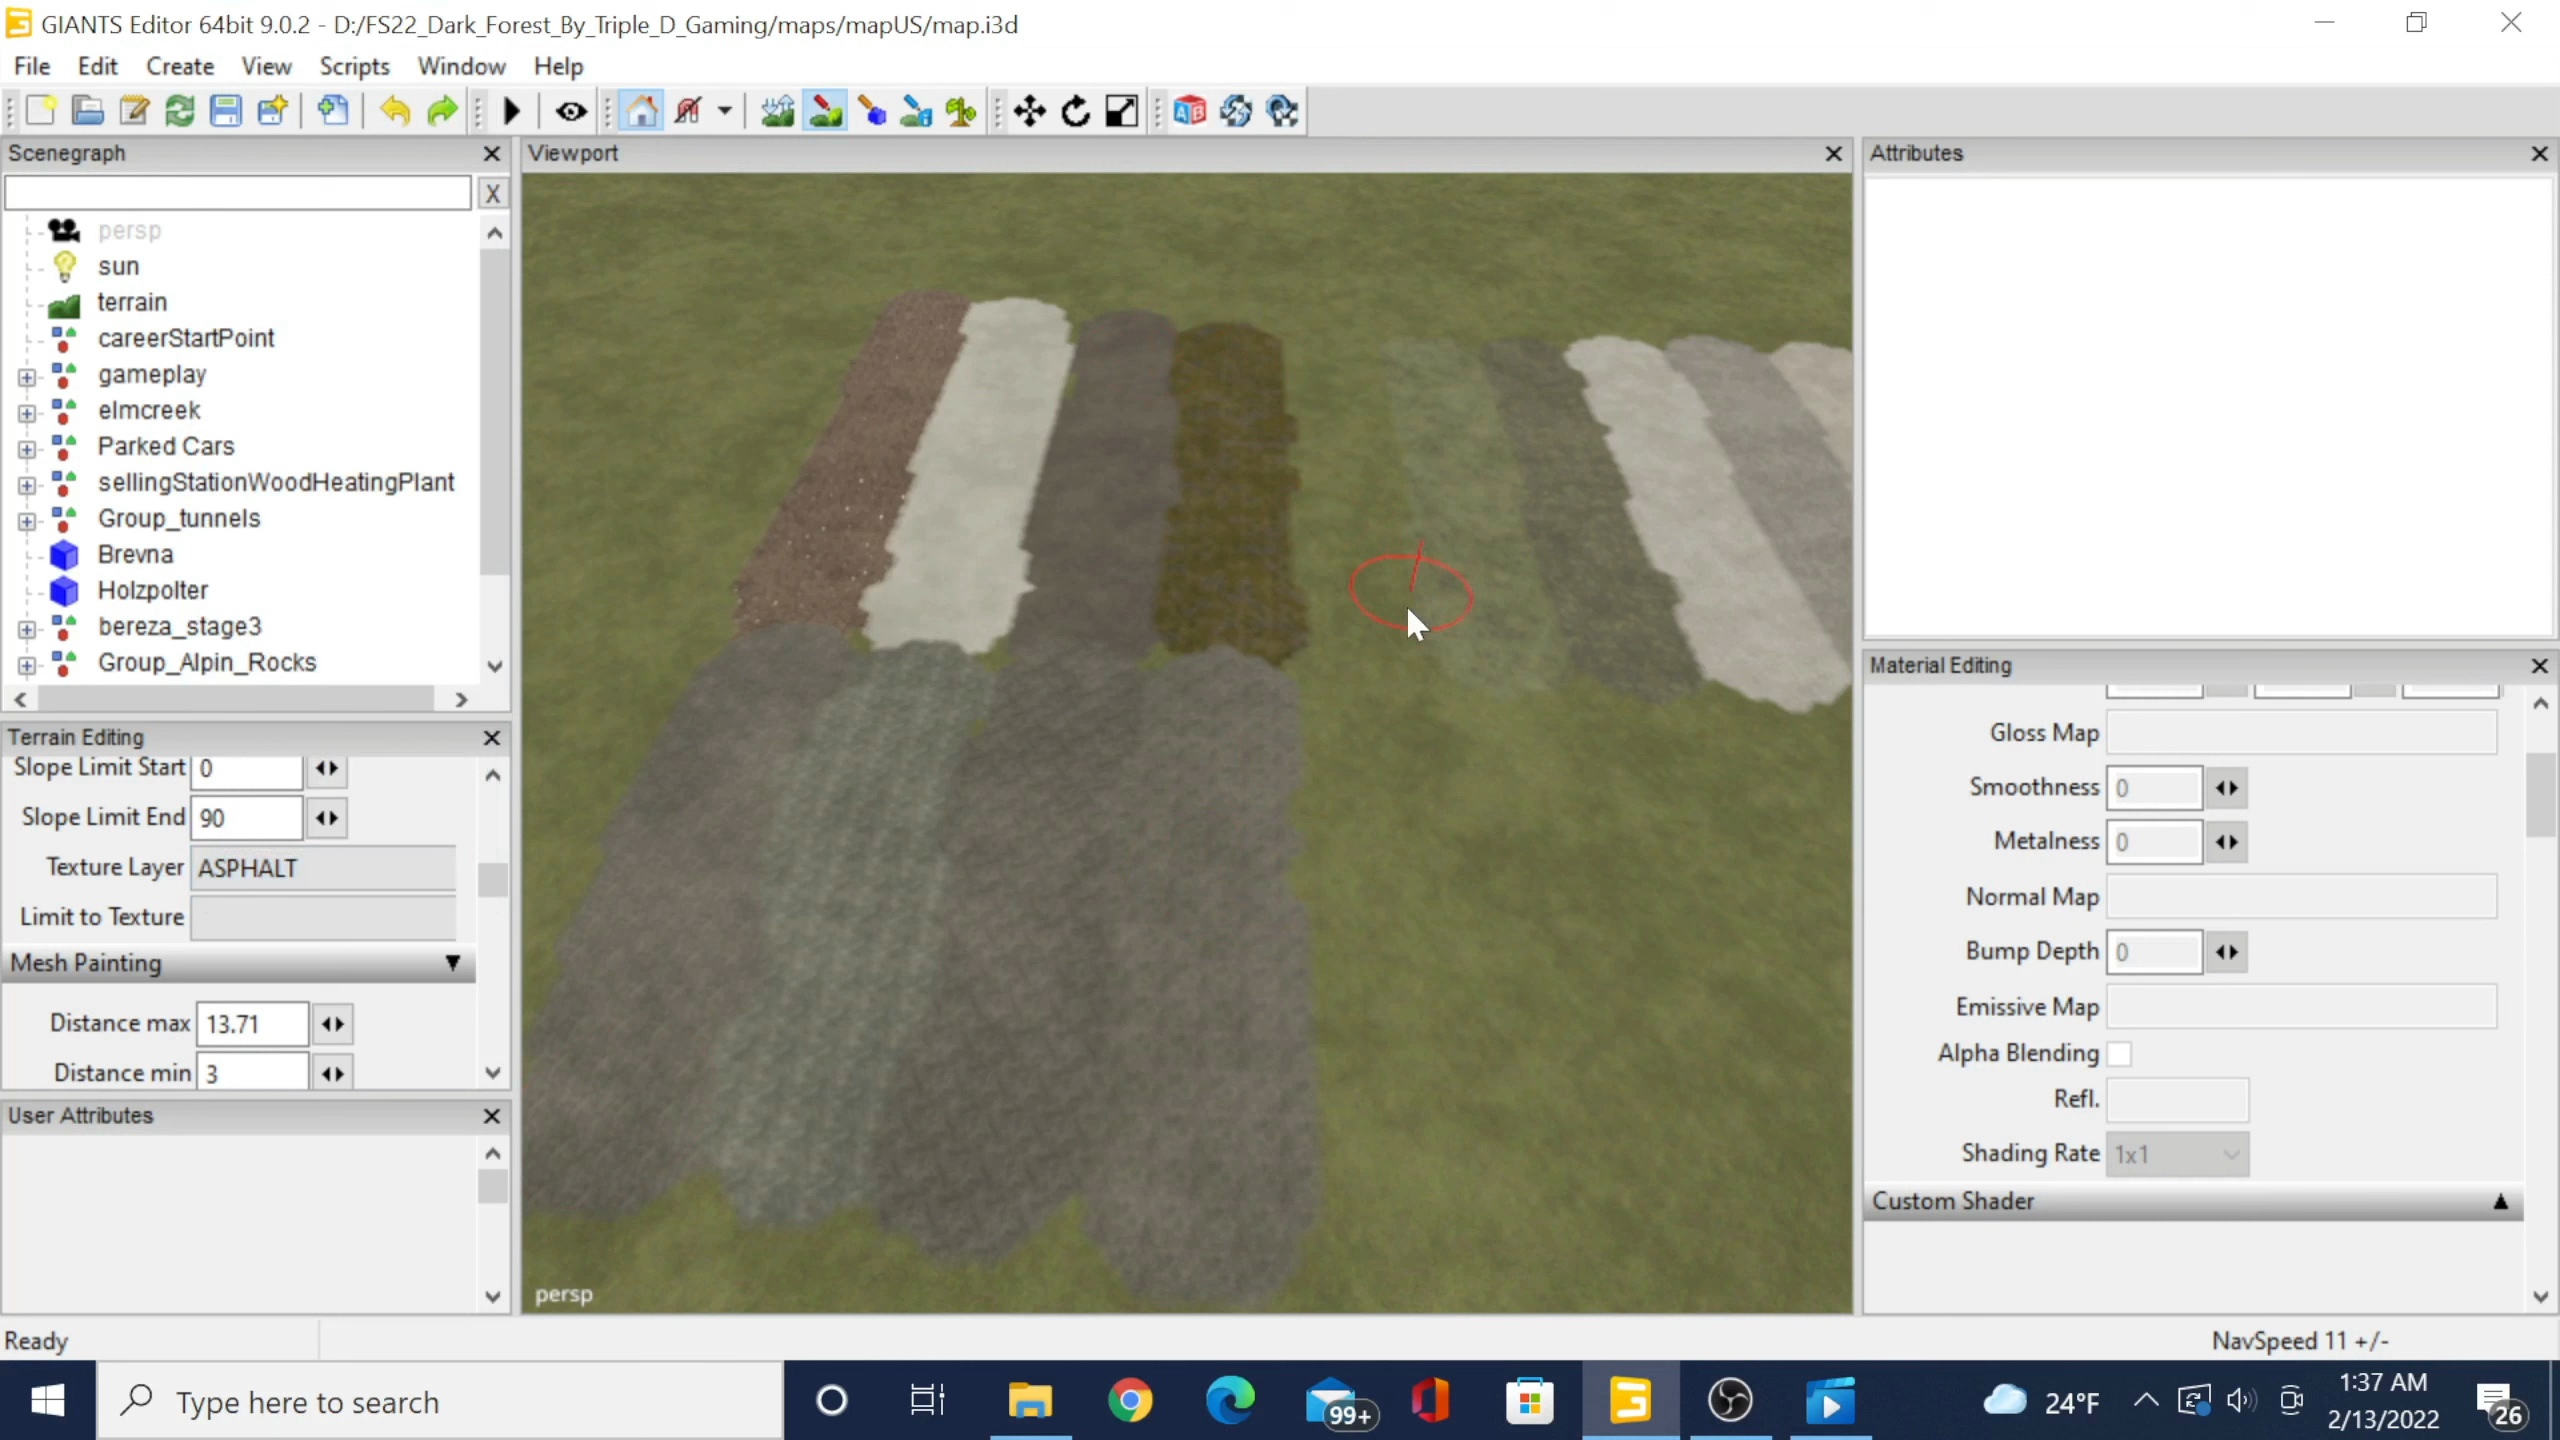 GIANTS Editor 64bit 9.0.2 - D:/FS22_Dark_Forest_By_Triple_D_Gaming/maps/mapUS/map.i3d
File Edit Create View Scripts Window Help
Scenegraph
X
persp
sun
terrain
careerStartPoint
gameplay
elmcreek
Parked Cars
sellingStationWoodHeatingPlant
Group_tunnels
Brevna
Holzpolter
bereza_stage3
Group_Alpin_Rocks
Terrain Editing
Slope Limit Start 0
Slope Limit End 90
Texture Layer ASPHALT
Limit to Texture
Mesh Painting
Distance max 13.71
Distance min 3
User Attributes
Viewport
persp
Attributes
Material Editing
Gloss Map
Smoothness 0
Metalness 0
Normal Map
Bump Depth 0
Emissive Map
Alpha Blending
Refl.
Shading Rate 1x1
Custom Shader
Ready
NavSpeed 11 +/-
Type here to search
99+
24°F
1:37 AM
2/13/2022
26